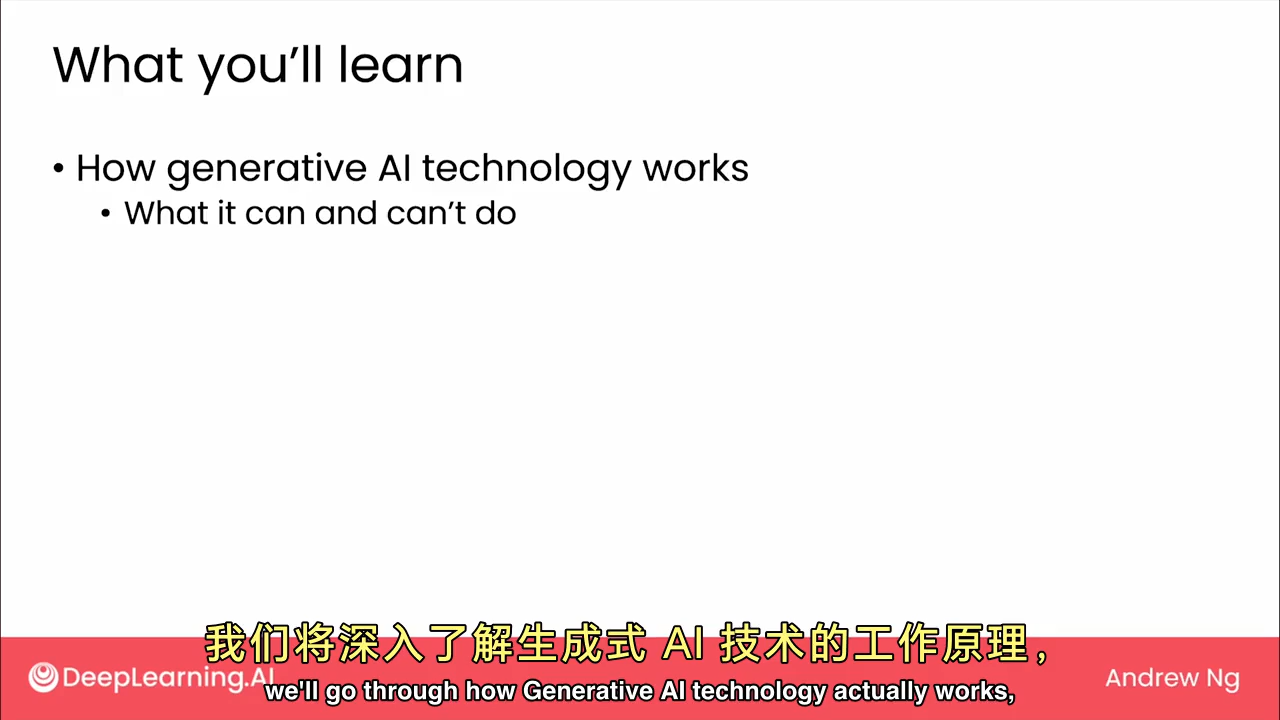 What you'll learn
• How generative AI technology works
• What it can and can't do
我们将深入了解生成式 AI 技术的工作原理，
DeepLearning.AI
we'll go through how Generative AI technology actually works,
Andrew Ng